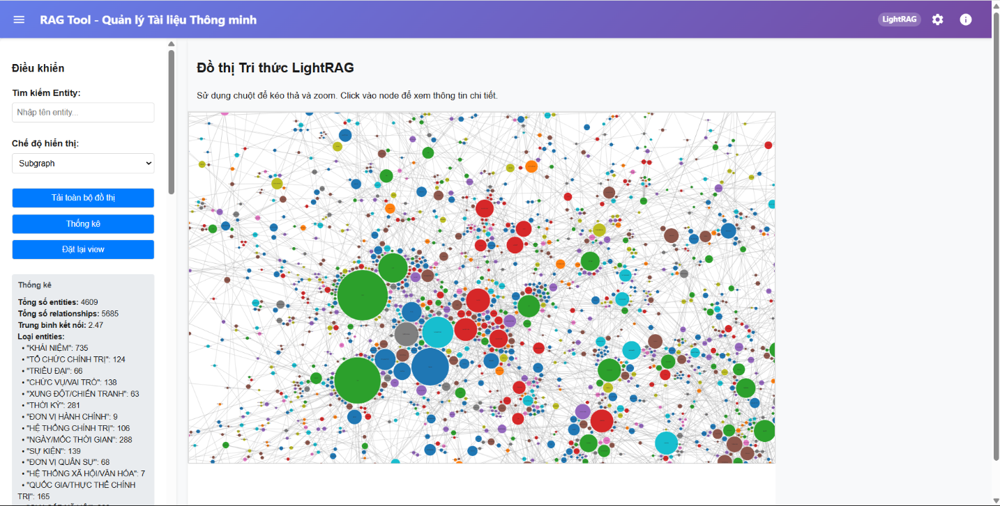 RAG Tool - Quản lý Tài liệu Thông minh
LightRAG
Điều khiển
Tìm kiếm Entity:
Nhập tên entity...
Chế độ hiển thị:
Subgraph
Tải toàn bộ đồ thị
Thống kê
Đặt lại view
Thống kê
Tổng số entities: 4609
Tổng số relationships: 5685
Trung bình kết nối: 2.47
Loại entities:
• "KHÁI NIỆM": 735
• "TỔ CHỨC CHÍNH TRỊ": 124
• "TRIỀU ĐẠI": 66
• "CHỨC VỤ/VAI TRÒ": 138
• "XUNG ĐỘT/CHIẾN TRANH": 63
• "THỜI KỲ": 281
• "ĐƠN VỊ HÀNH CHÍNH": 9
• "HỆ THỐNG CHÍNH TRỊ": 106
• "NGÀY/MỐC THỜI GIAN": 288
• "SỰ KIỆN": 139
• "ĐƠN VỊ QUÂN SỰ": 68
• "HỆ THỐNG XÃ HỘI/VĂN HÓA": 7
• "QUỐC GIA/THỰC THỂ CHÍNH
TRỊ": 165
Đồ thị Tri thức LightRAG
Sử dụng chuột để kéo thả và zoom. Click vào node để xem thông tin chi tiết.